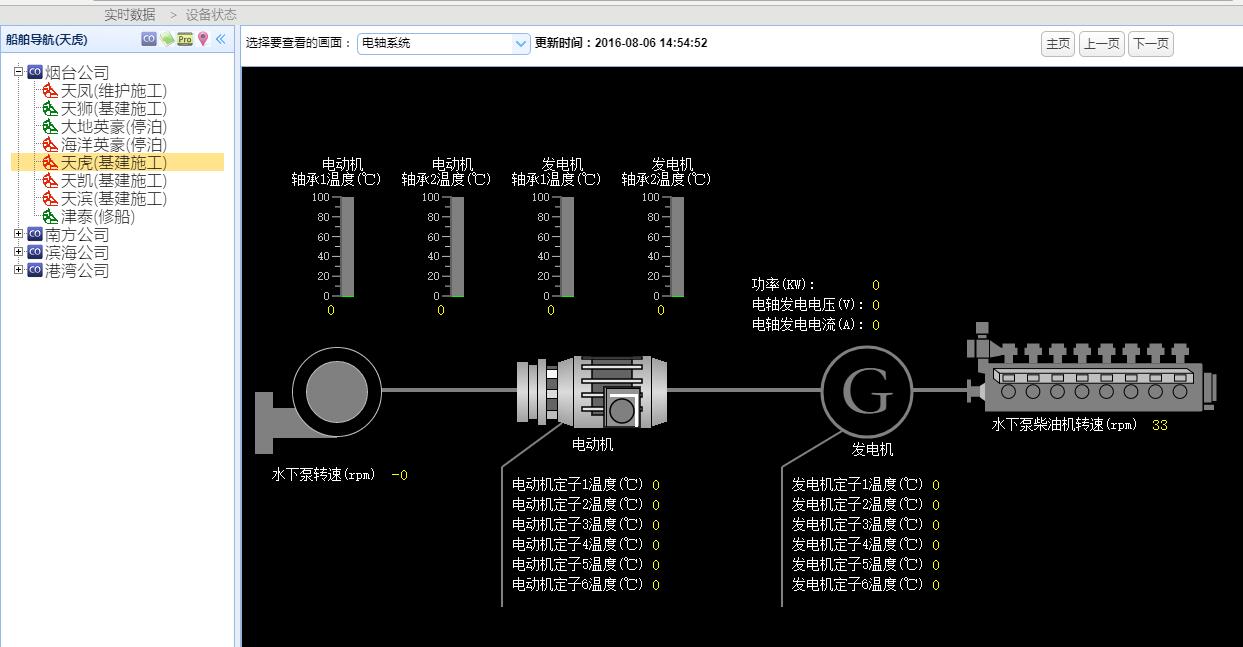 实时数据 > 设备状态
船舶导航(天虎) CO Pro «
选择要查看的画面： 电轴系统 更新时间：2016-08-06 14:54:52 主页 上一页 下一页
CO 烟台公司
天凤(维护施工)
天狮(基建施工)
大地英豪(停泊)
海洋英豪(停泊)
天虎(基建施工)
天凯(基建施工)
天滨(基建施工)
津泰(修船)
CO 南方公司
CO 滨海公司
CO 港湾公司
电动机 电动机 发电机 发电机
轴承1温度(℃) 轴承2温度(℃) 轴承1温度(℃) 轴承2温度(℃)
100 100 100 100
80 80 80 80
60 60 60 60
40 40 40 40
20 20 20 20
0 0 0 0
0 0 0 0
功率(KW)： 0
电轴发电电压(V)： 0
电轴发电电流(A)： 0
G
水下泵柴油机转速(rpm) 33
电动机
发电机
水下泵转速(rpm) -0
电动机定子1温度(℃) 0
电动机定子2温度(℃) 0
电动机定子3温度(℃) 0
电动机定子4温度(℃) 0
电动机定子5温度(℃) 0
电动机定子6温度(℃) 0
发电机定子1温度(℃) 0
发电机定子2温度(℃) 0
发电机定子3温度(℃) 0
发电机定子4温度(℃) 0
发电机定子5温度(℃) 0
发电机定子6温度(℃) 0